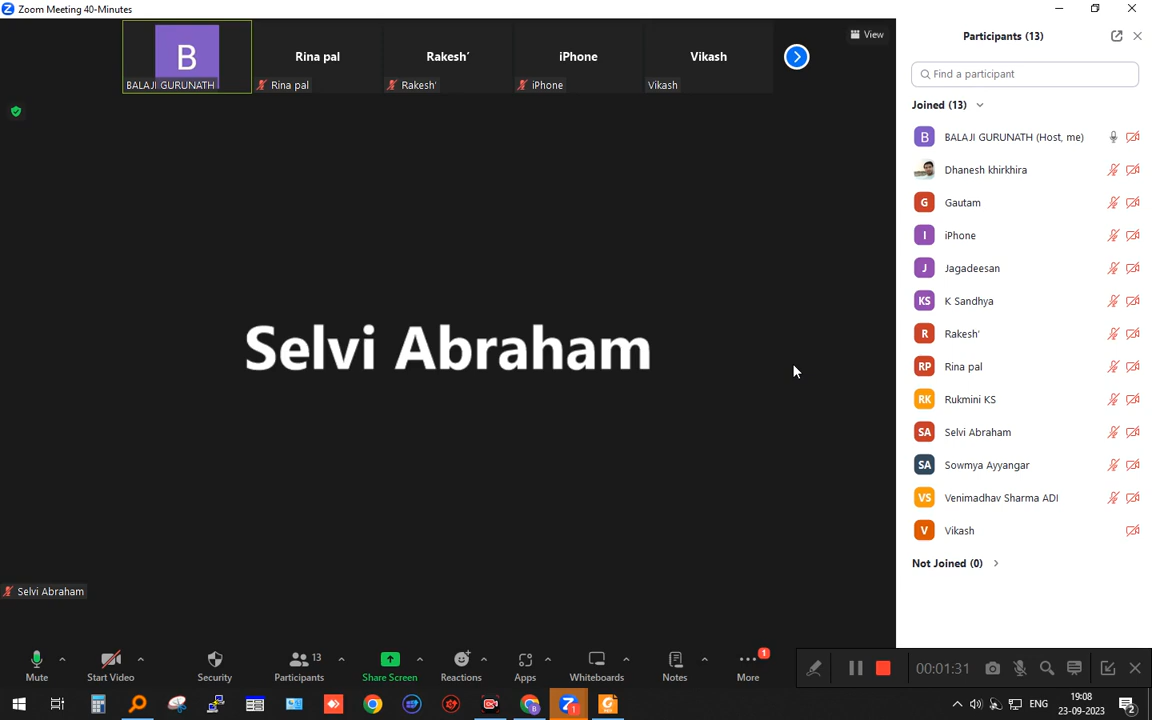 Zoom Meeting 40-Minutes
B
BALAJI GURUNATH
Rina pal
Rina pal
Rakesh'
Rakesh'
iPhone
iPhone
Vikash
Vikash
View
Selvi Abraham
Selvi Abraham
Participants (13)
Find a participant
Joined (13)
B BALAJI GURUNATH (Host, me)
Dhanesh khirkhira
G Gautam
I iPhone
J Jagadeesan
KS K Sandhya
R Rakesh'
RP Rina pal
RK Rukmini KS
SA Selvi Abraham
SA Sowmya Ayyangar
VS Venimadhav Sharma ADI
V Vikash
Not Joined (0)
Mute
Start Video
Security
13
Participants
Share Screen
Reactions
Apps
Whiteboards
Notes
1
More
00:01:31
ENG
19:08
23-09-2023
2